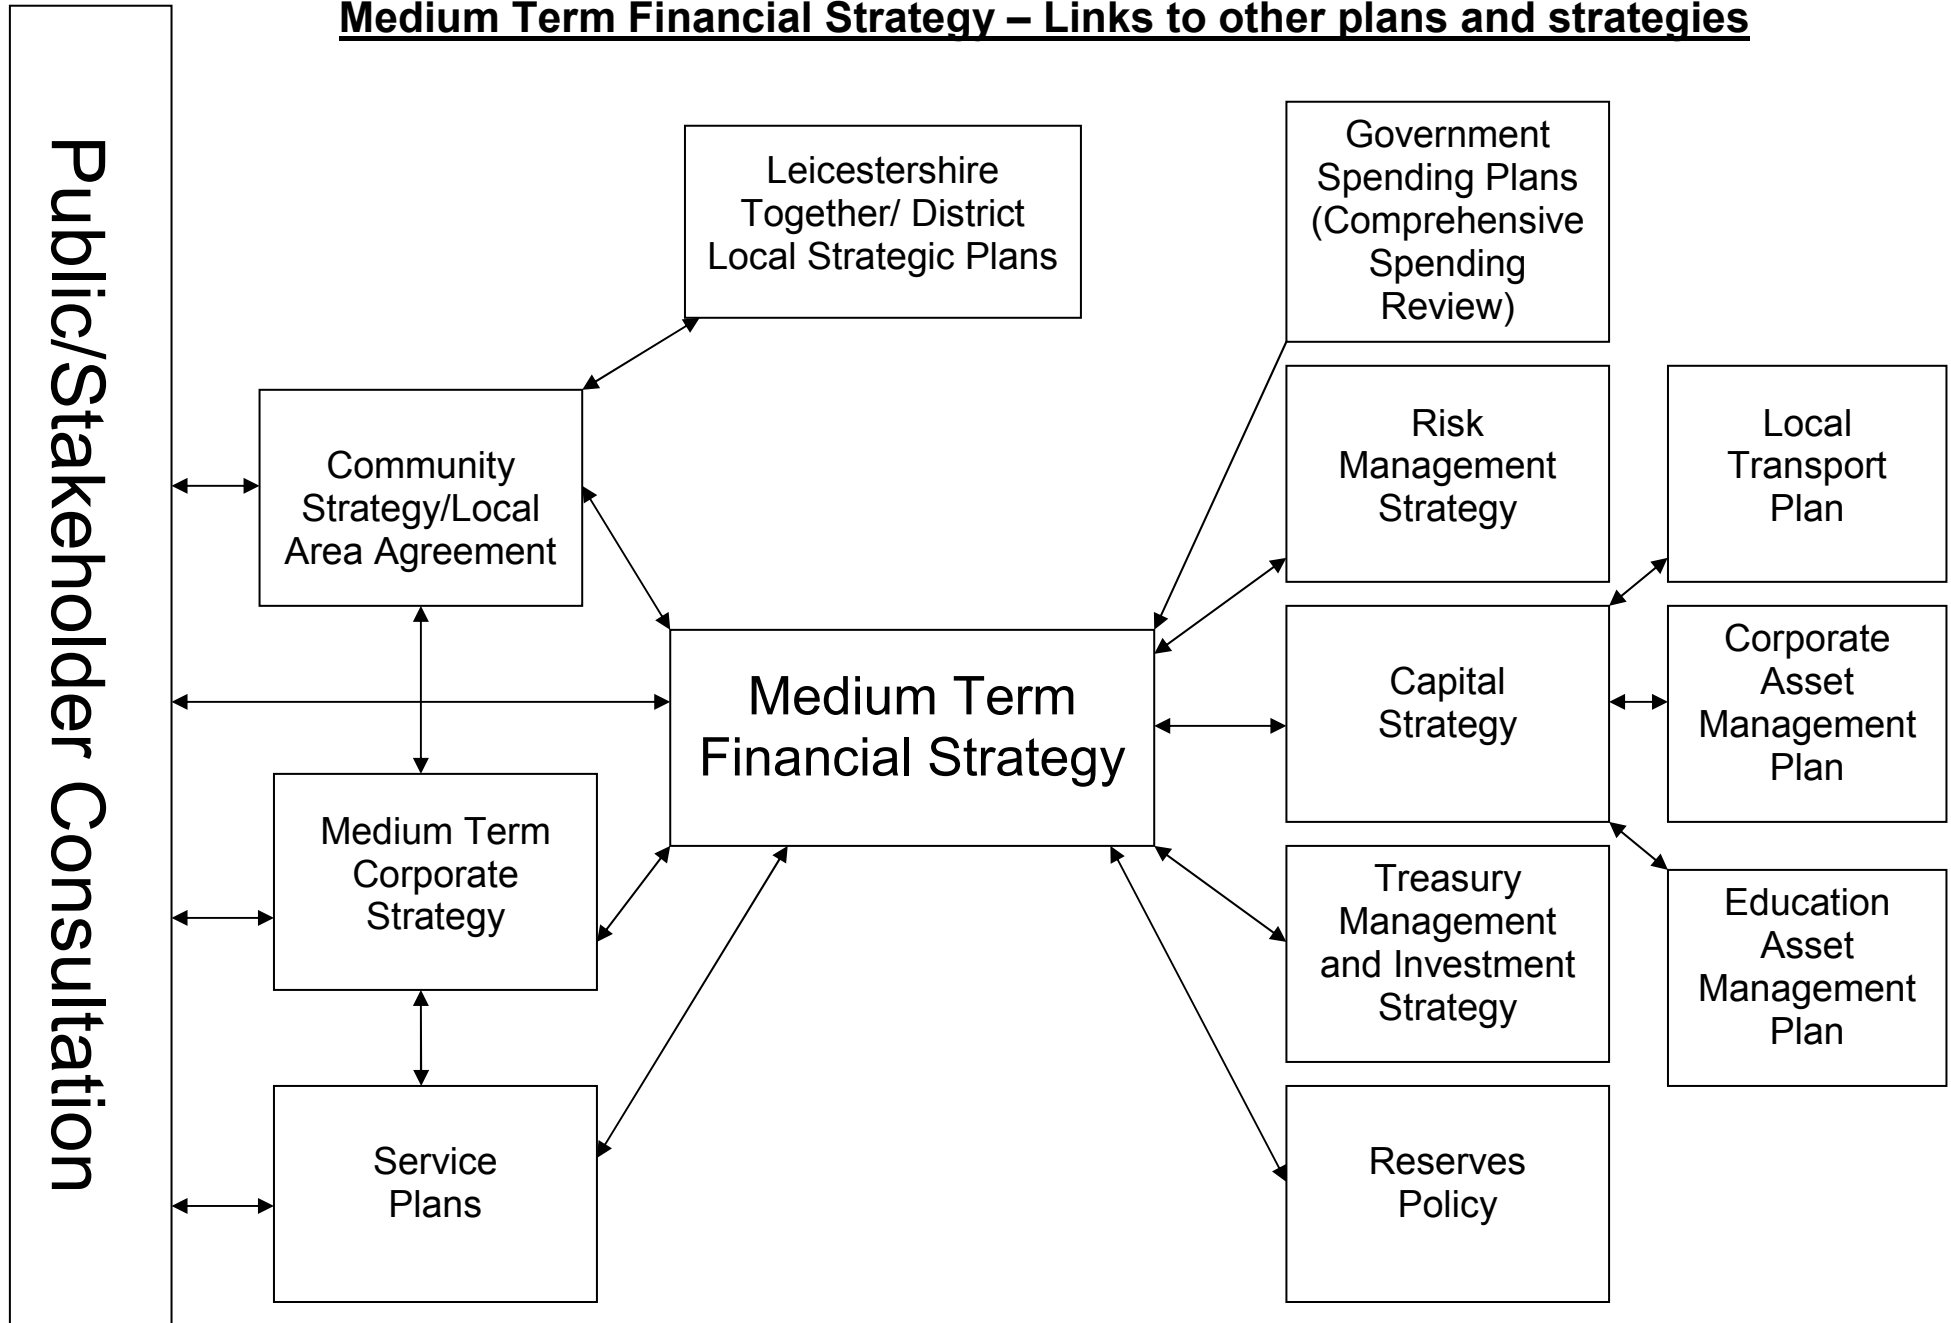 Medium Term Financial Strategy – Links to other plans and strategies
Public/Stakeholder Consultation
Leicestershire
Together/ District
Local Strategic Plans
Government
Spending Plans
(Comprehensive
Spending
Review)
Community
Strategy/Local
Area Agreement
Risk
Management
Strategy
Local
Transport
Plan
Medium Term
Financial Strategy
Capital
Strategy
Corporate
Asset
Management
Plan
Medium Term
Corporate
Strategy
Treasury
Management
and Investment
Strategy
Education
Asset
Management
Plan
Service
Plans
Reserves
Policy